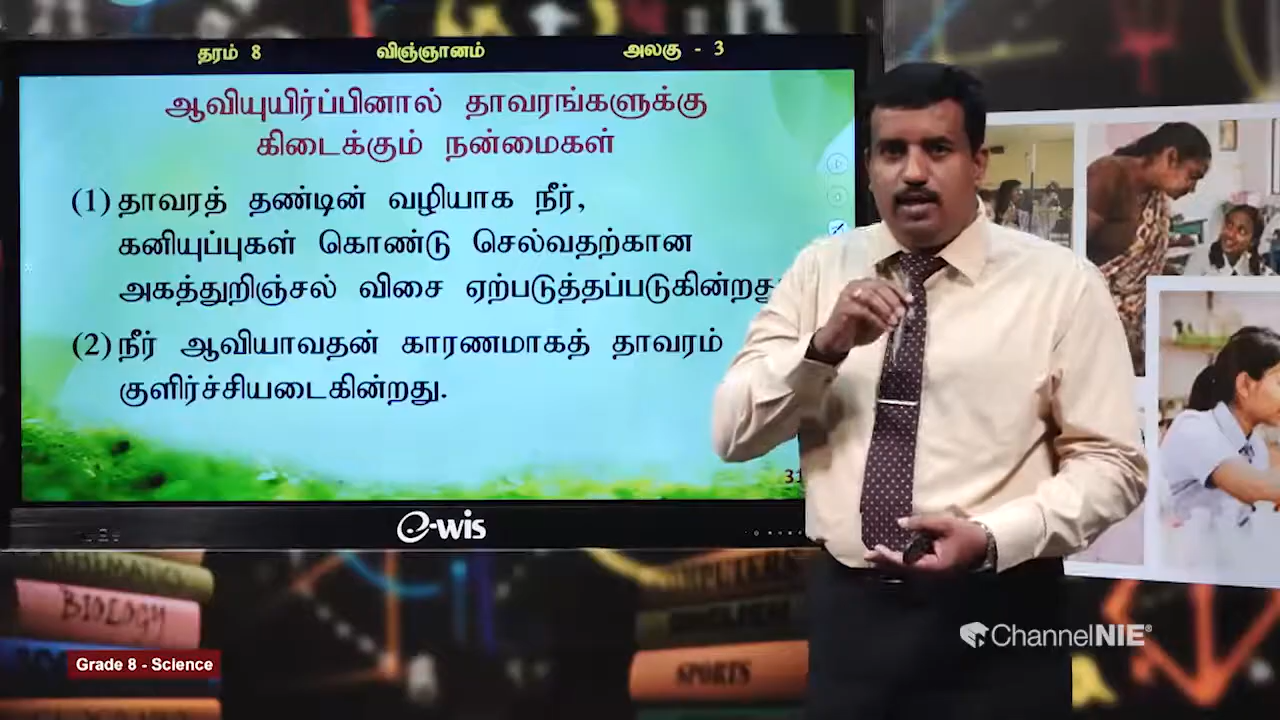 தரம் 8 விஞ்ஞானம் அலகு - 3
ஆவியுயிர்ப்பினால் தாவரங்களுக்கு
கிடைக்கும் நன்மைகள்
(1) தாவரத் தண்டின் வழியாக நீர்,
கனியுப்புகள் கொண்டு செல்வதற்கான
அகத்துறிஞ்சல் விசை ஏற்படுத்தப்படுகின்றது
(2) நீர் ஆவியாவதன் காரணமாகத் தாவரம்
குளிர்ச்சியடைகின்றது.
31
e-wis
MATHEMATICS
BIOLOGY
SPORTS
Grade 8 - Science
ChannelNIE